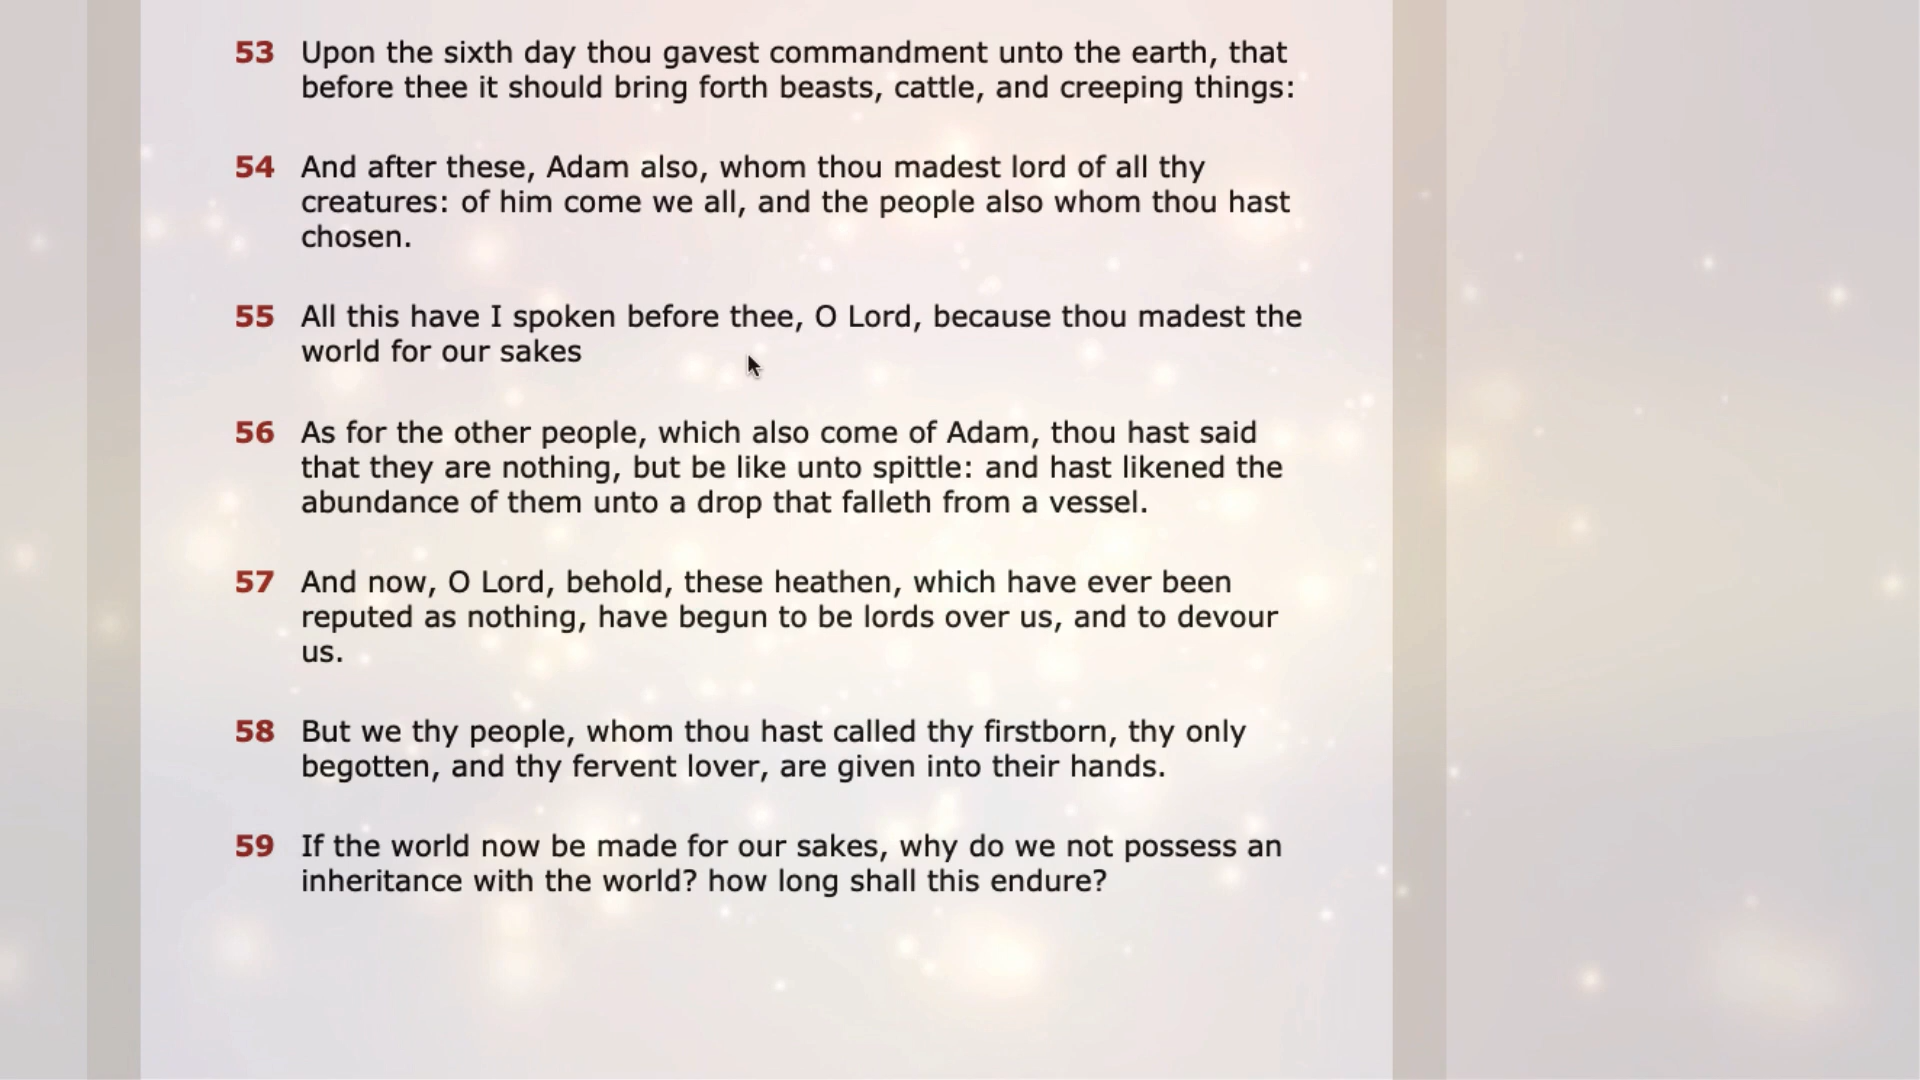 53 Upon the sixth day thou gavest commandment unto the earth, that
before thee it should bring forth beasts, cattle, and creeping things:
54 And after these, Adam also, whom thou madest lord of all thy
creatures: of him come we all, and the people also whom thou hast
chosen.
55 All this have I spoken before thee, O Lord, because thou madest the
world for our sakes
56 As for the other people, which also come of Adam, thou hast said
that they are nothing, but be like unto spittle: and hast likened the
abundance of them unto a drop that falleth from a vessel.
57 And now, O Lord, behold, these heathen, which have ever been
reputed as nothing, have begun to be lords over us, and to devour
us.
58 But we thy people, whom thou hast called thy firstborn, thy only
begotten, and thy fervent lover, are given into their hands.
59 If the world now be made for our sakes, why do we not possess an
inheritance with the world? how long shall this endure?